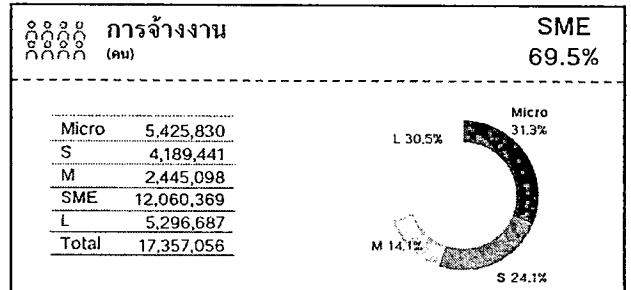 การจ้างงาน
(คน)
SME
69.5%
Micro 5,425,830
S 4,189,441
M 2,445,098
SME 12,060,369
L 5,296,687
Total 17,357,056
Micro
31.3%
L 30.5%
M 14.1%
S 24.1%